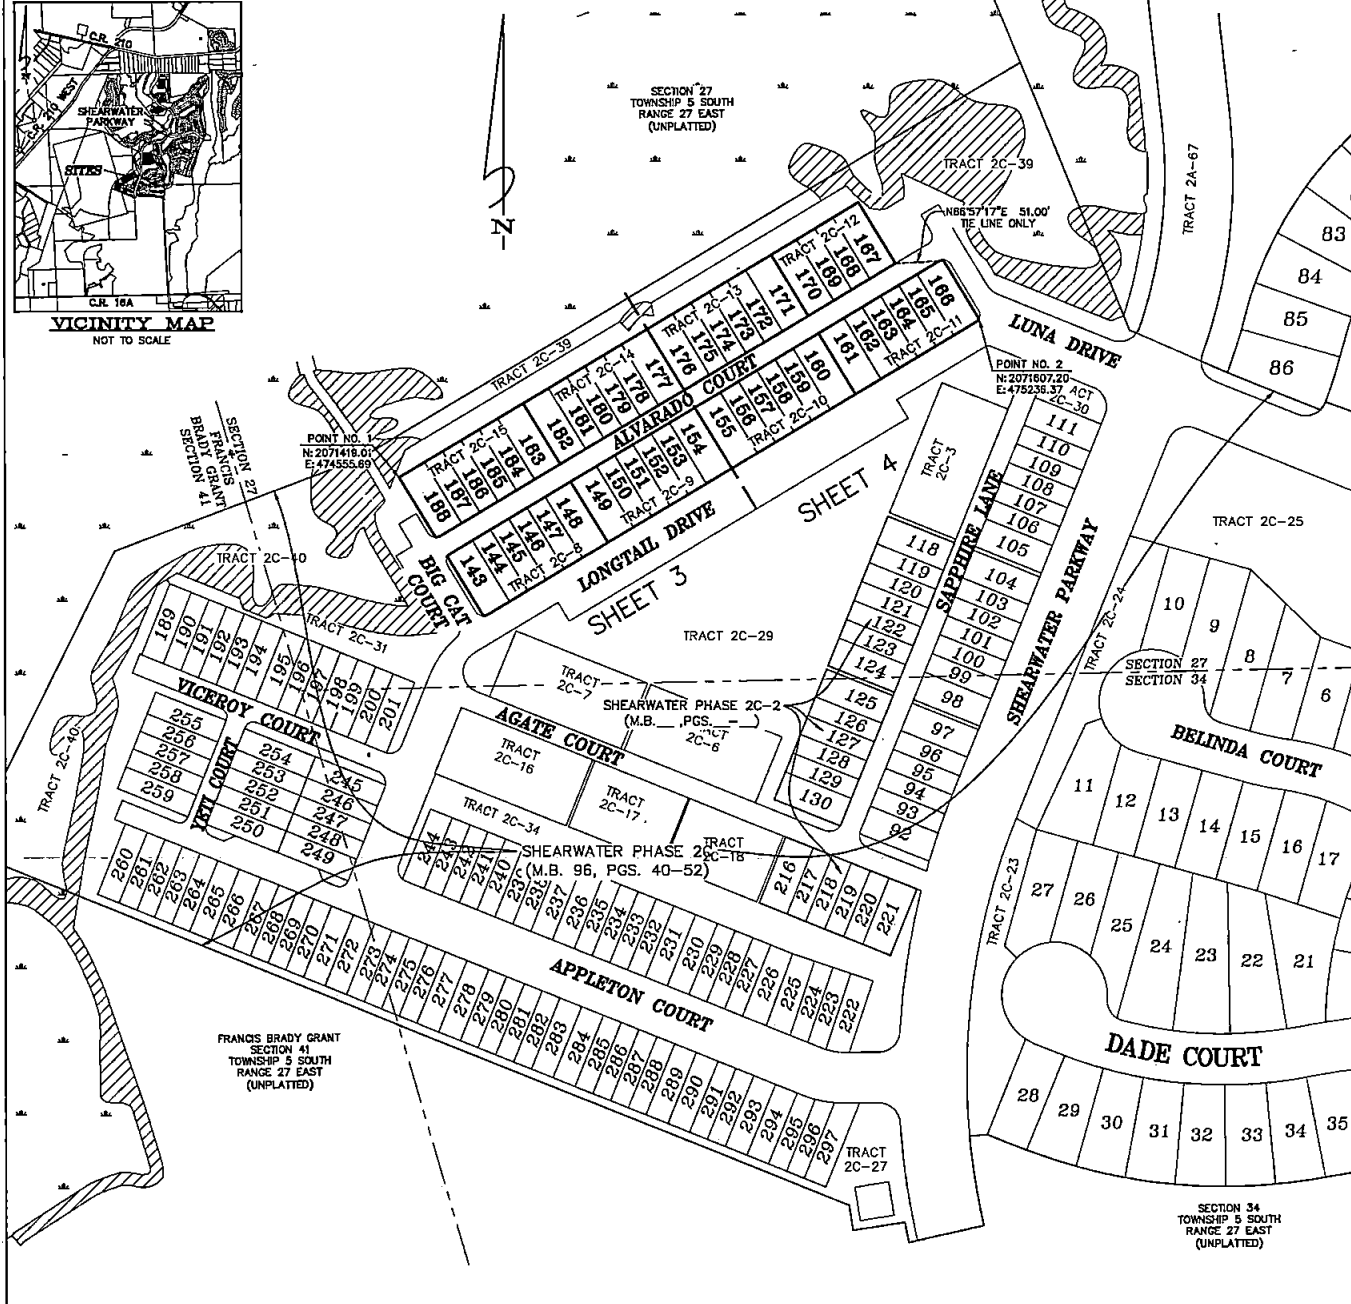 C.R. 210
C.R. 210 WEST
SHEARWATER
PARKWAY
SITES
C.R. 16A
VICINITY MAP
NOT TO SCALE
N
SECTION 27
TOWNSHIP 5 SOUTH
RANGE 27 EAST
(UNPLATTED)
TRACT 2C-39
TRACT 2A-67
N86°57'17"E 51.00'
TIE LINE ONLY
83
84
85
86
LUNA DRIVE
POINT NO. 2
N: 2071607.20
E: 475236.37
ACT
2C-30
TRACT 2C-12
167
168
169
170
171
TRACT 2C-13
172
173
174
175
176
TRACT 2C-39
TRACT 2C-14
177
178
179
180
181
182
TRACT 2C-15
183
184
185
186
187
188
ALVARADO COURT
166
165
164
163
162
161
TRACT 2C-11
160
159
158
157
156
155
TRACT 2C-10
154
153
152
151
150
149
TRACT 2C-9
148
147
146
145
144
143
TRACT 2C-8
POINT NO. 1
N: 2071418.01
E: 474555.69
SECTION 27
FRANCIS
BRADY GRANT
SECTION 41
LONGTAIL DRIVE
SHEET 3
SHEET 4
BIG CAT
COURT
TRACT 2C-40
TRACT 2C-31
189
190
191
192
193
194
195
196
197
198
199
200
201
VICEROY COURT
255
256
257
258
259
YETI COURT
254
253
252
251
250
245
246
247
248
249
TRACT 2C-40
TRACT 2C-29
TRACT
2C-7
SHEARWATER PHASE 2C-2
(M.B.__,PGS.__-__)
2C-6
AGATE COURT
TRACT
2C-16
TRACT
2C-17
TRACT
2C-18
TRACT 2C-34
SHEARWATER PHASE 2C
(M.B. 96, PGS. 40-52)
TRACT
2C-3
SAPPHIRE LANE
111
110
109
108
107
106
105
104
103
102
101
100
99
98
97
96
95
94
93
92
118
119
120
121
122
123
124
125
126
127
128
129
130
SHEARWATER PARKWAY
TRACT 2C-25
TRACT 2C-24
SECTION 27
SECTION 34
10
9
8
7
6
BELINDA COURT
11
12
13
14
15
16
17
TRACT 2C-23
27
26
25
24
23
22
21
DADE COURT
28
29
30
31
32
33
34
35
216
217
218
219
220
221
244
243
241
240
237
236
235
234
233
232
231
230
229
228
227
226
225
224
223
222
APPLETON COURT
260
261
262
263
264
265
266
267
268
269
270
271
272
273
274
275
276
277
278
279
280
281
282
283
284
285
286
287
288
289
290
291
292
293
294
295
296
297
TRACT
2C-27
FRANCIS BRADY GRANT
SECTION 41
TOWNSHIP 5 SOUTH
RANGE 27 EAST
(UNPLATTED)
SECTION 34
TOWNSHIP 5 SOUTH
RANGE 27 EAST
(UNPLATTED)